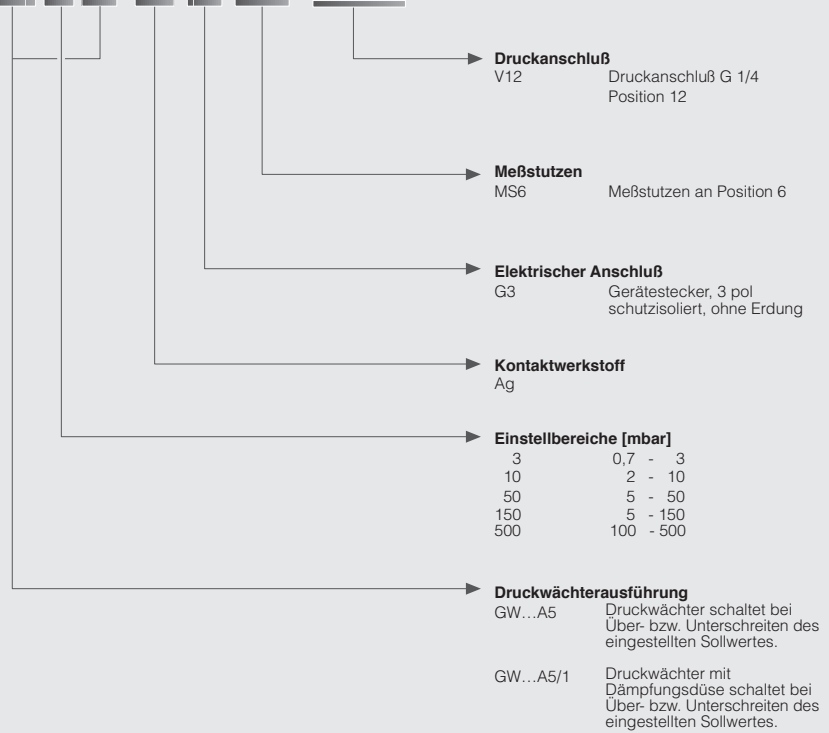 Druckanschluß
V12 Druckanschluß G 1/4
Position 12
Meßstutzen
MS6 Meßstutzen an Position 6
Elektrischer Anschluß
G3 Gerätestecker, 3 pol
schutzisoliert, ohne Erdung
Kontaktwerkstoff
Ag
Einstellbereiche [mbar]
3 0,7 - 3
10 2 - 10
50 5 - 50
150 5 - 150
500 100 - 500
Druckwächterausführung
GW…A5 Druckwächter schaltet bei
Über- bzw. Unterschreiten des
eingestellten Sollwertes.
GW…A5/1 Druckwächter mit
Dämpfungsdüse schaltet bei
Über- bzw. Unterschreiten des
eingestellten Sollwertes.